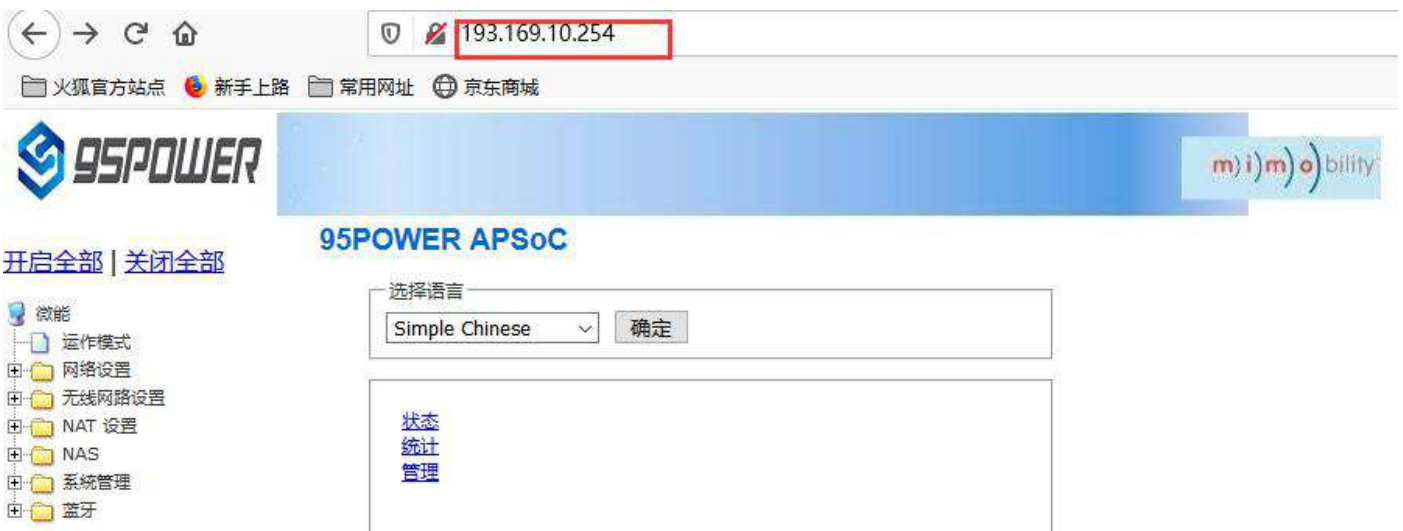 193.169.10.254
火狐官方站点 新手上路 常用网址 京东商城
95POWER
m)i)m)o)bility
95POWER APSoC
开启全部 | 关闭全部
选择语言
Simple Chinese 确定
微能
运作模式
网络设置
无线网路设置
NAT 设置
NAS
系统管理
蓝牙
状态
统计
管理